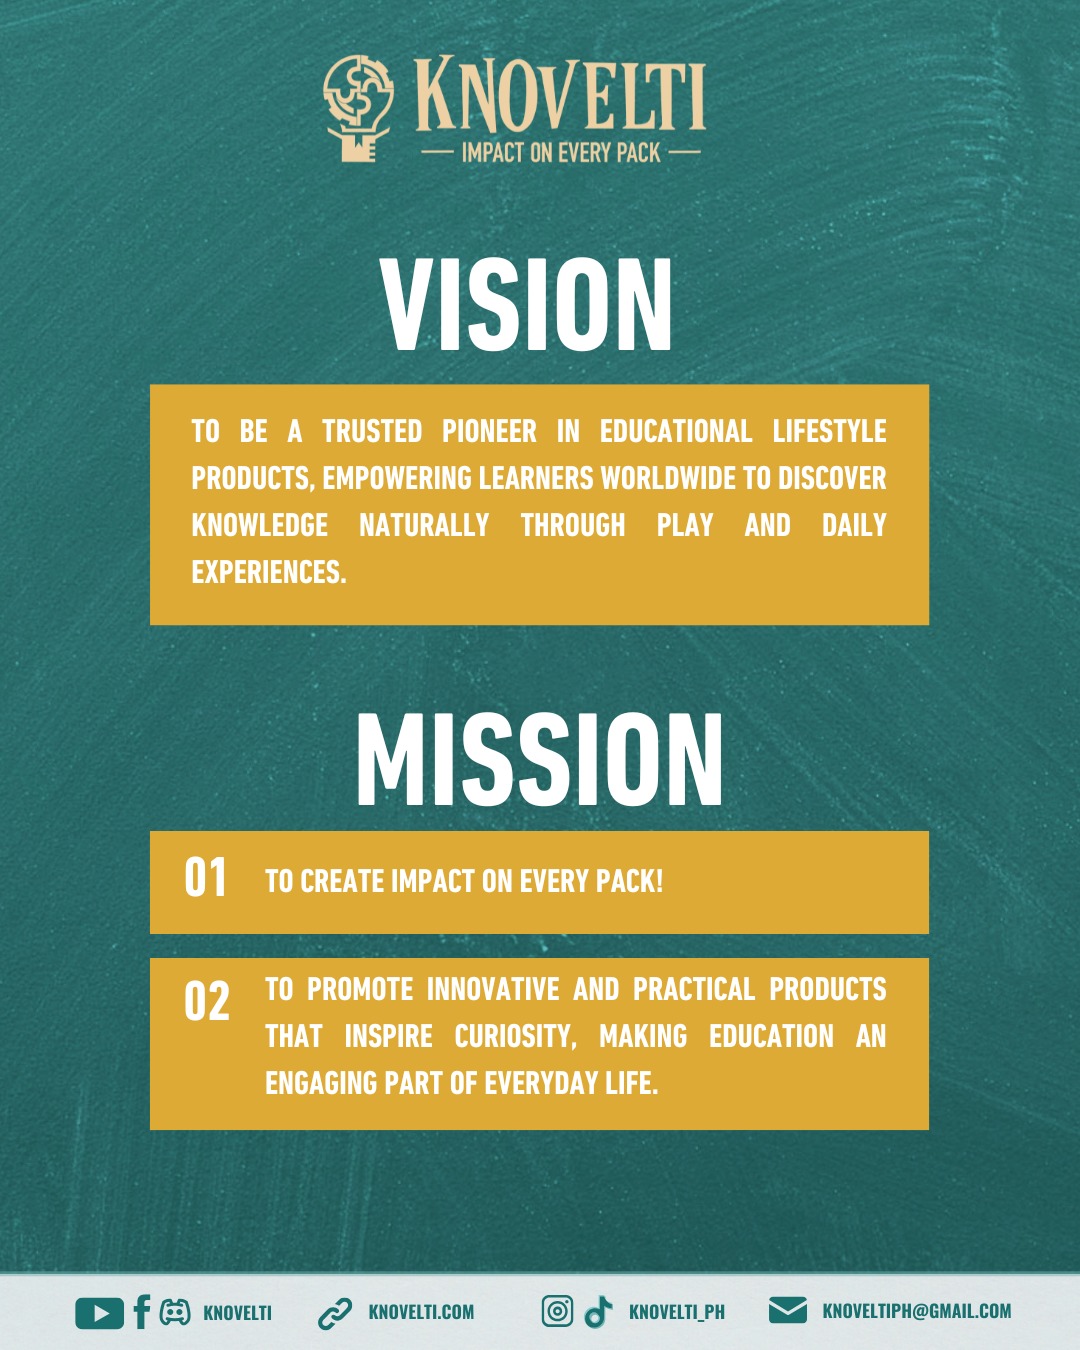 KNOVELTI
IMPACT ON EVERY PACK
VISION
TO BE A TRUSTED PIONEER IN EDUCATIONAL LIFESTYLE
PRODUCTS, EMPOWERING LEARNERS WORLDWIDE TO DISCOVER
KNOWLEDGE NATURALLY THROUGH PLAY AND DAILY
EXPERIENCES.
MISSION
01 TO CREATE IMPACT ON EVERY PACK!
02 TO PROMOTE INNOVATIVE AND PRACTICAL PRODUCTS
THAT INSPIRE CURIOSITY, MAKING EDUCATION AN
ENGAGING PART OF EVERYDAY LIFE.
KNOVELTI KNOVELTI.COM KNOVELTI_PH KNOVELTIPH@GMAIL.COM